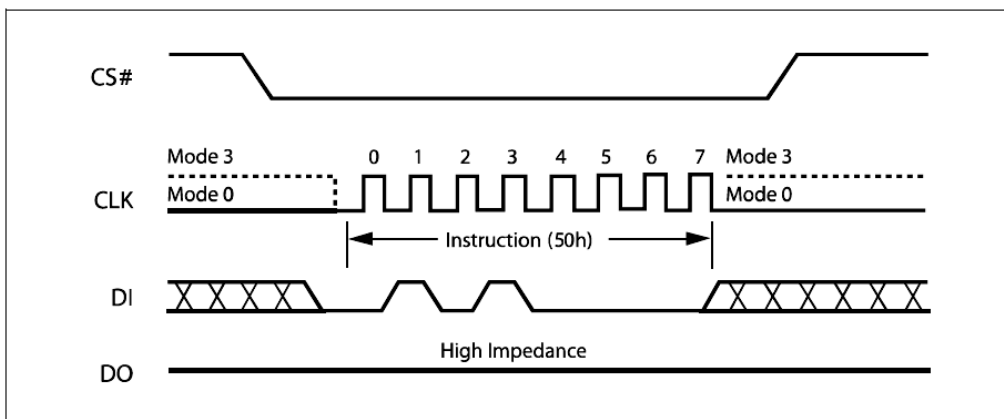 CS#
Mode 3 0 1 2 3 4 5 6 7 Mode 3
CLK Mode 0 Mode 0
Instruction (50h)
DI
High Impedance
DO